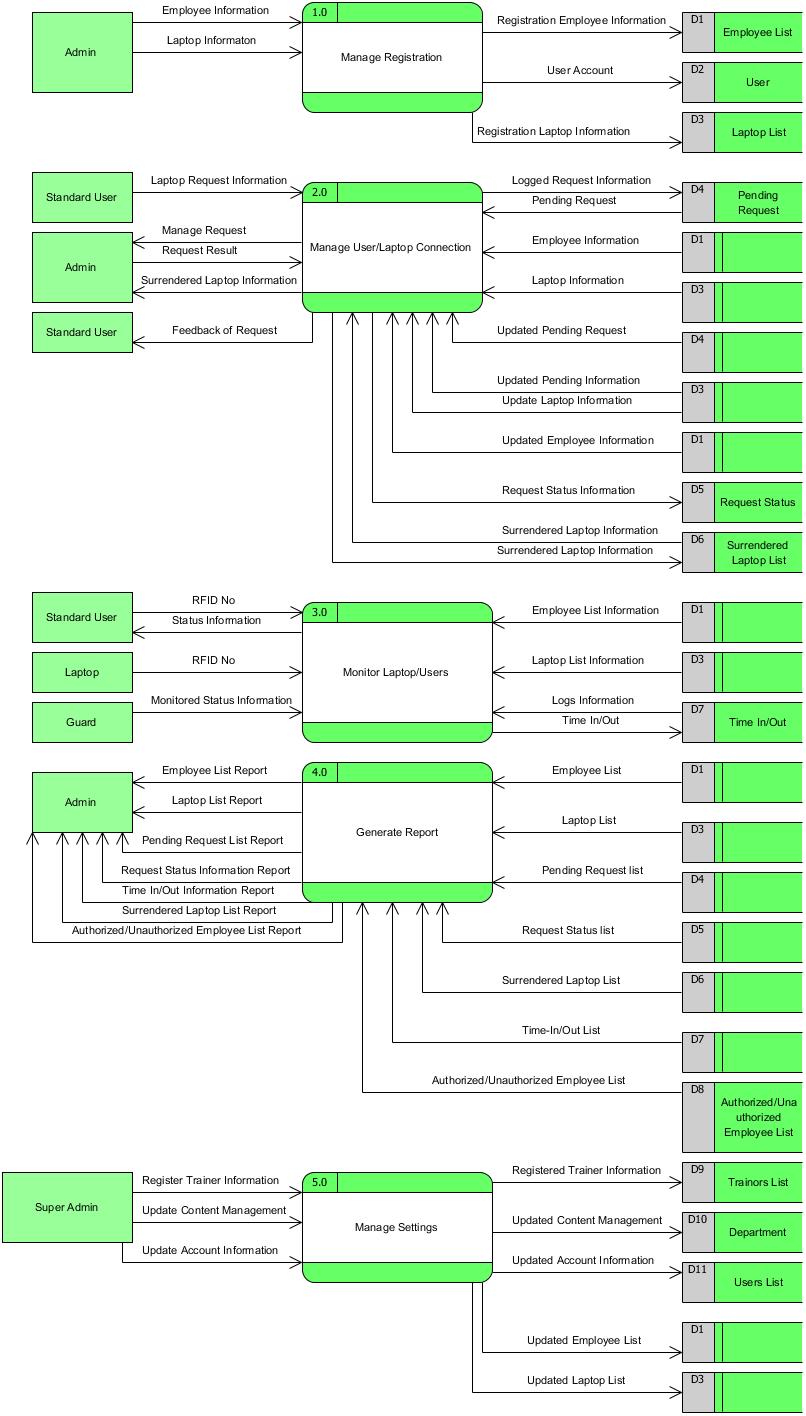 Employee Information
1.0
Registration Employee Information
D1
Employee List
Admin
Laptop Informaton
Manage Registration
User Account
D2
User
Registration Laptop Information
D3
Laptop List
Standard User
Laptop Request Information
2.0
Logged Request Information
Pending Request
D4
Pending
Request
Manage Request
Request Result
Admin
Surrendered Laptop Information
Manage User/Laptop Connection
Employee Information
D1
Laptop Information
D3
Standard User
Feedback of Request
Updated Pending Request
D4
Updated Pending Information
Update Laptop Information
D3
Updated Employee Information
D1
Request Status Information
D5
Request Status
Surrendered Laptop Information
Surrendered Laptop Information
D6
Surrendered
Laptop List
Standard User
RFID No
Status Information
3.0
Employee List Information
D1
Laptop
RFID No
Monitor Laptop/Users
Laptop List Information
D3
Guard
Monitored Status Information
Logs Information
Time In/Out
D7
Time In/Out
Admin
Employee List Report
4.0
Employee List
D1
Laptop List Report
Generate Report
Laptop List
D3
Pending Request List Report
Request Status Information Report
Pending Request list
D4
Time In/Out Information Report
Surrendered Laptop List Report
Authorized/Unauthorized Employee List Report
Request Status list
D5
Surrendered Laptop List
D6
Time-In/Out List
D7
Authorized/Unauthorized Employee List
D8
Authorized/Una
uthorized
Employee List
Super Admin
Register Trainer Information
5.0
Registered Trainer Information
D9
Trainors List
Update Content Management
Manage Settings
Updated Content Management
D10
Department
Update Account Information
Updated Account Information
D11
Users List
Updated Employee List
D1
Updated Laptop List
D3